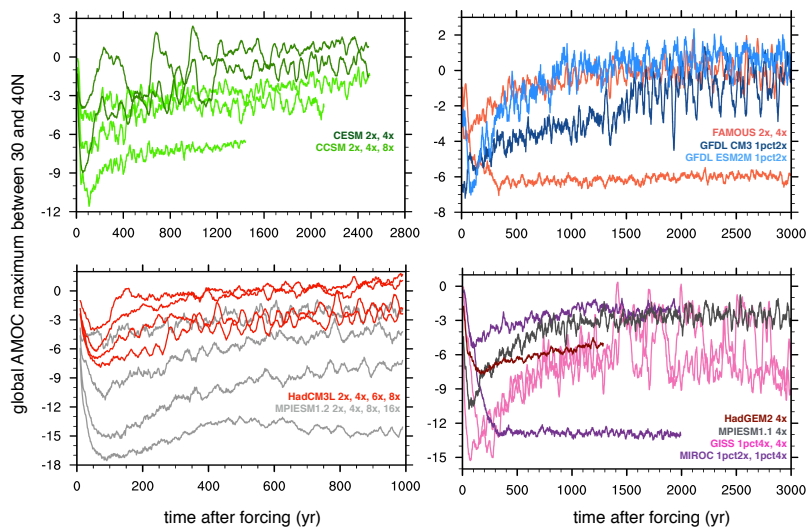 global AMOC maximum between 30 and 40N
3
0
-3
-6
-9
-12
0 400 800 1200 1600 2000 2400 2800
CESM 2x, 4x
CCSM 2x, 4x, 8x
2
0
-2
-4
-6
-8
0 500 1000 1500 2000 2500 3000
FAMOUS 2x, 4x
GFDL CM3 1pct2x
GFDL ESM2M 1pct2x
0
-3
-6
-9
-12
-15
-18
0 200 400 600 800 1000
HadCM3L 2x, 4x, 6x, 8x
MPIESM1.2 2x, 4x, 8x, 16x
time after forcing (yr)
0
-3
-6
-9
-12
-15
0 500 1000 1500 2000 2500 3000
HadGEM2 4x
MPIESM1.1 4x
GISS 1pct4x, 4x
MIROC 1pct2x, 1pct4x
time after forcing (yr)